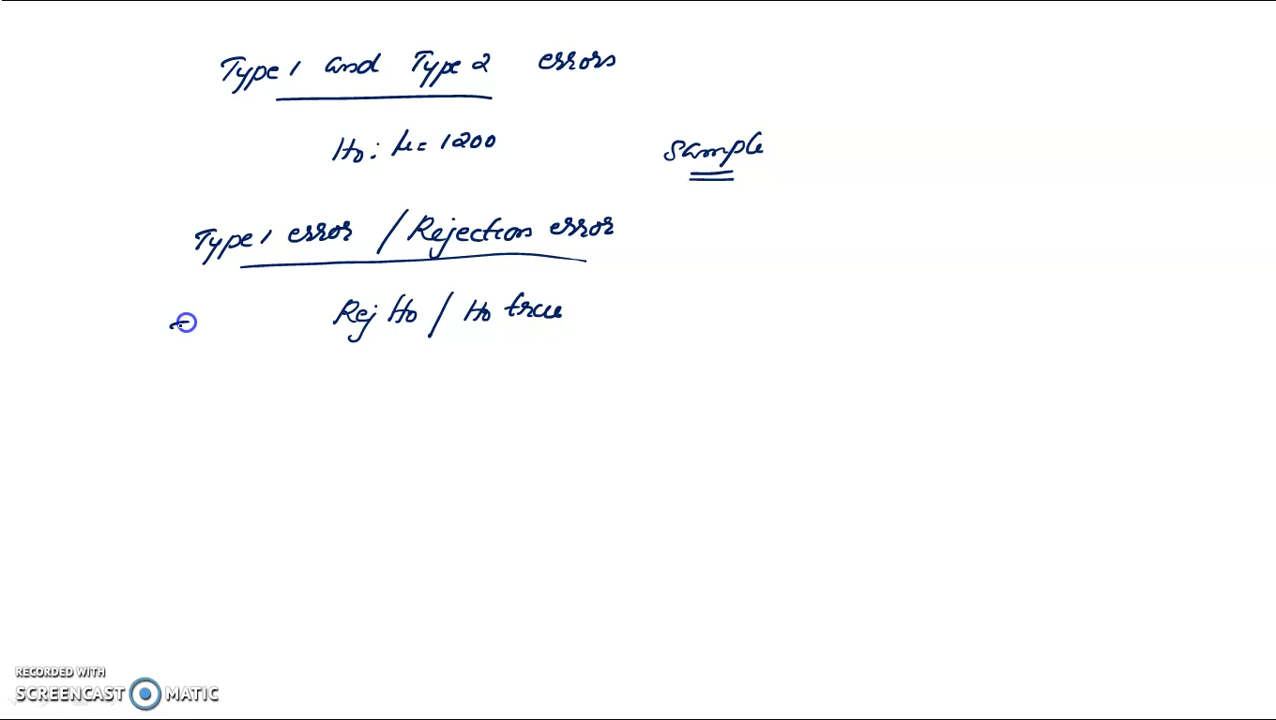 Type 1 and Type 2 errors
H0: μ= 1200
sample
Type 1 error / Rejection error
Rej H0 / H0 true
RECORDED WITH
SCREENCAST MATIC